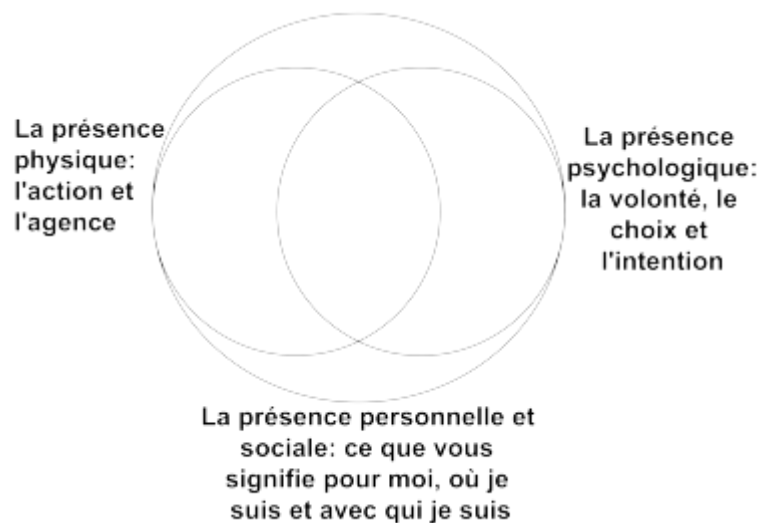 La présence
physique:
l'action et
l'agence
La présence
psychologique:
la volonté, le
choix et
l'intention
La présence personnelle et
sociale: ce que vous
signifie pour moi, où je
suis et avec qui je suis